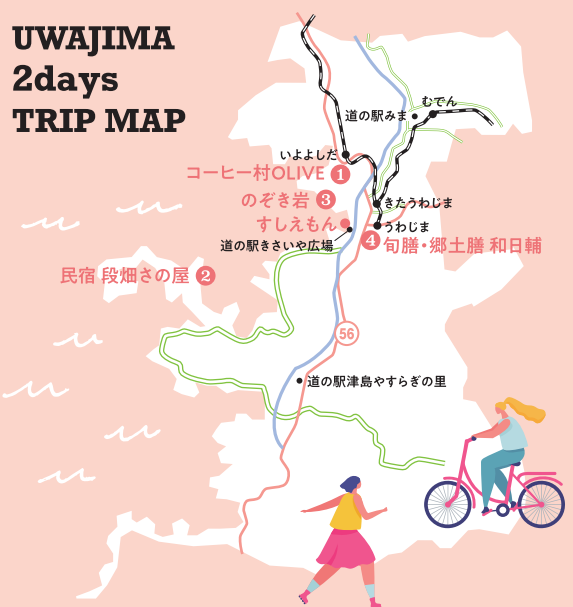 UWAJIMA
2days
TRIP MAP
むでん
道の駅みま
いよよしだ
コーヒー村OLIVE 1
のぞき岩 3
きたうわじま
すしえもん
うわじま
道の駅きさいや広場
4 旬膳・郷土膳 和日輔
民宿 段畑さの屋 2
56
道の駅津島やすらぎの里